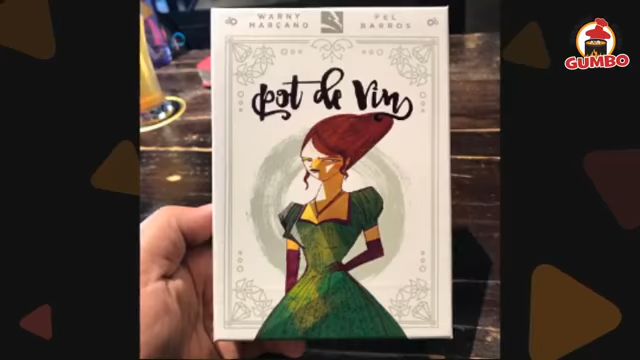 WARNY
MARÇANO
PEL
BARROS
pot de Vin
GUMBO